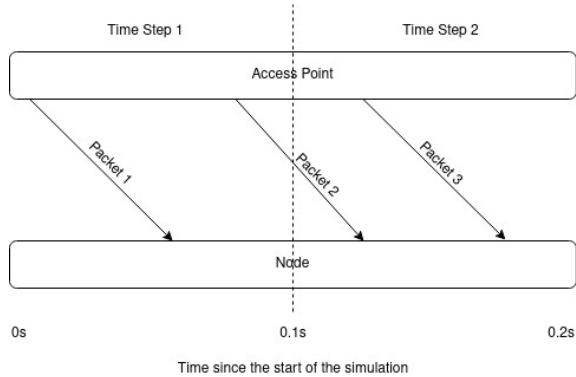 Time Step 1
Time Step 2
Access Point
Packet 1
Packet 2
Packet 3
Node
0s
0.1s
0.2s
Time since the start of the simulation